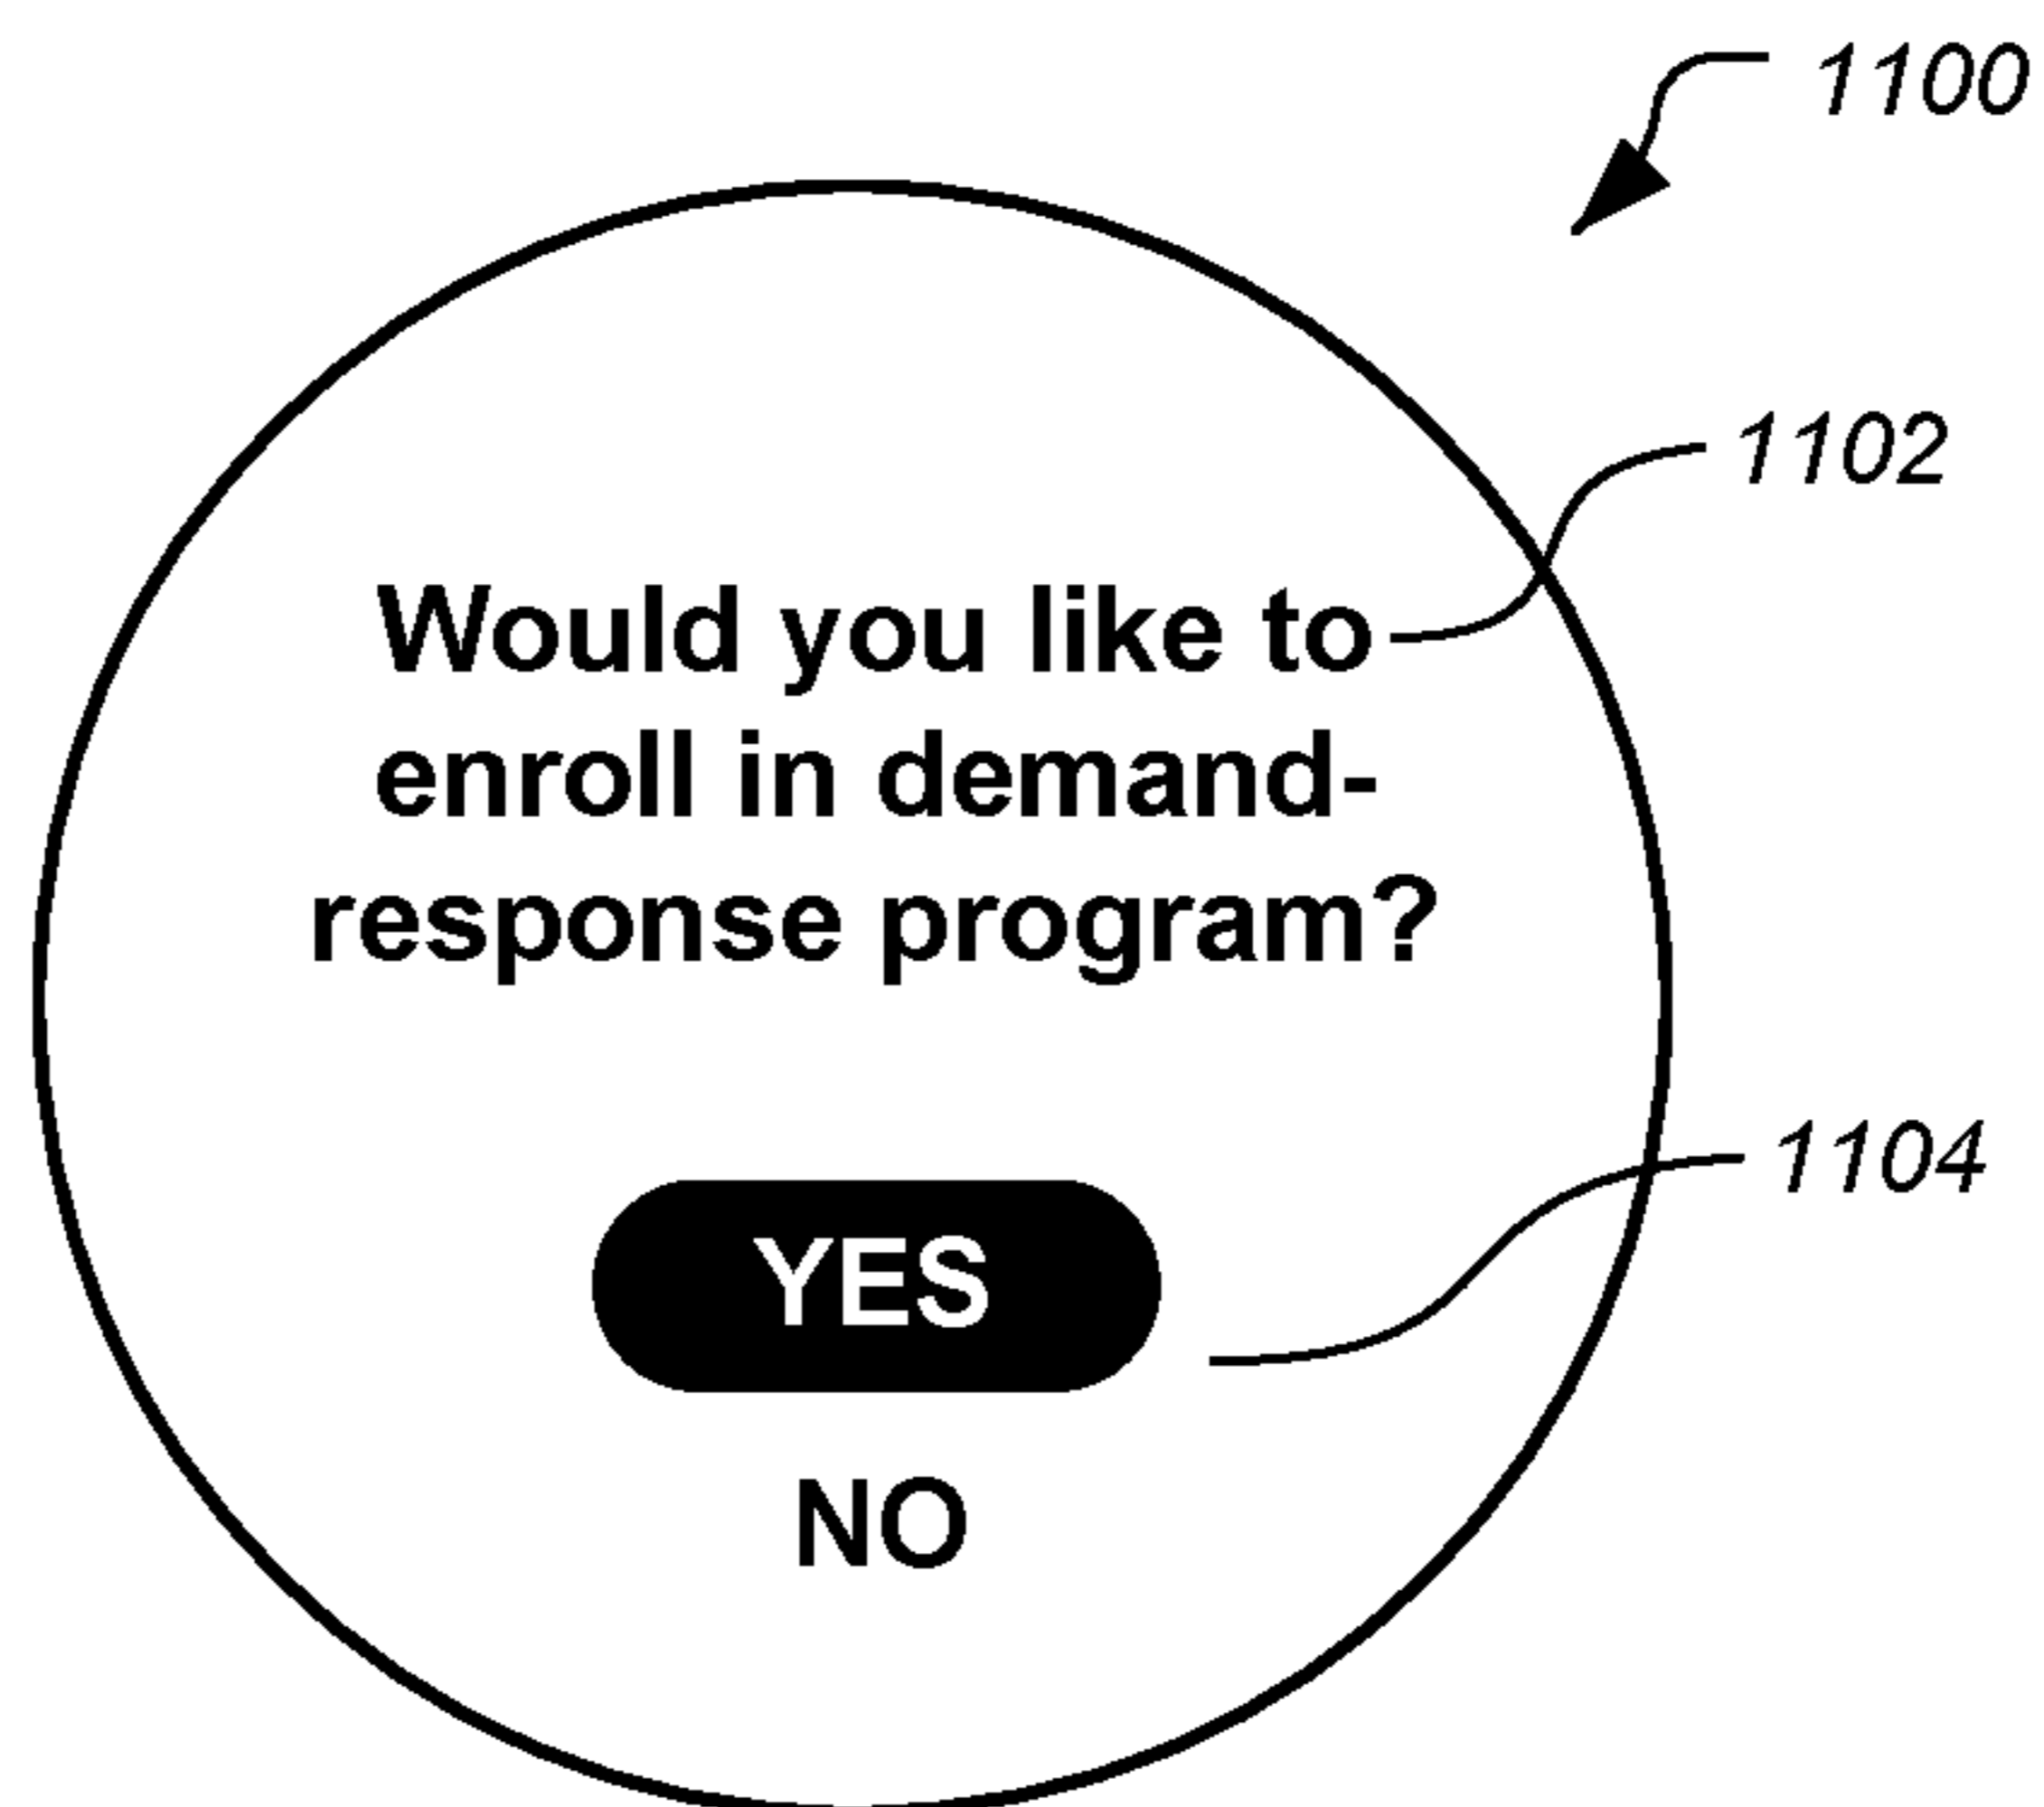 1100
1102
Would you like to
enroll in demand-
response program?
1104
YES
NO